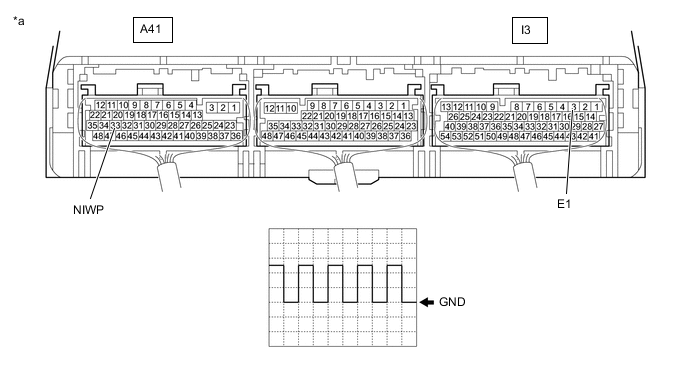 *a
A41
I3
12 11 10 9 8 7 6 5 4 3 2 1
22 21 20 19 18 17 16 15 14 13
35 34 33 32 31 30 29 28 27 26 25 24 23
48 47 46 45 44 43 42 41 40 39 38 37 36
12 11 10 9 8 7 6 5 4 3 2 1
22 21 20 19 18 17 16 15 14 13
35 34 33 32 31 30 29 28 27 26 25 24 23
48 47 46 45 44 43 42 41 40 39 38 37 36
13 12 11 10 9 8 7 6 5 4 3 2 1
26 25 24 23 22 21 20 19 18 17 16 15 14
40 39 38 37 36 35 34 33 32 31 30 29 28 27
54 53 52 51 50 49 48 47 46 45 44 43 42 41
NIWP
E1
GND